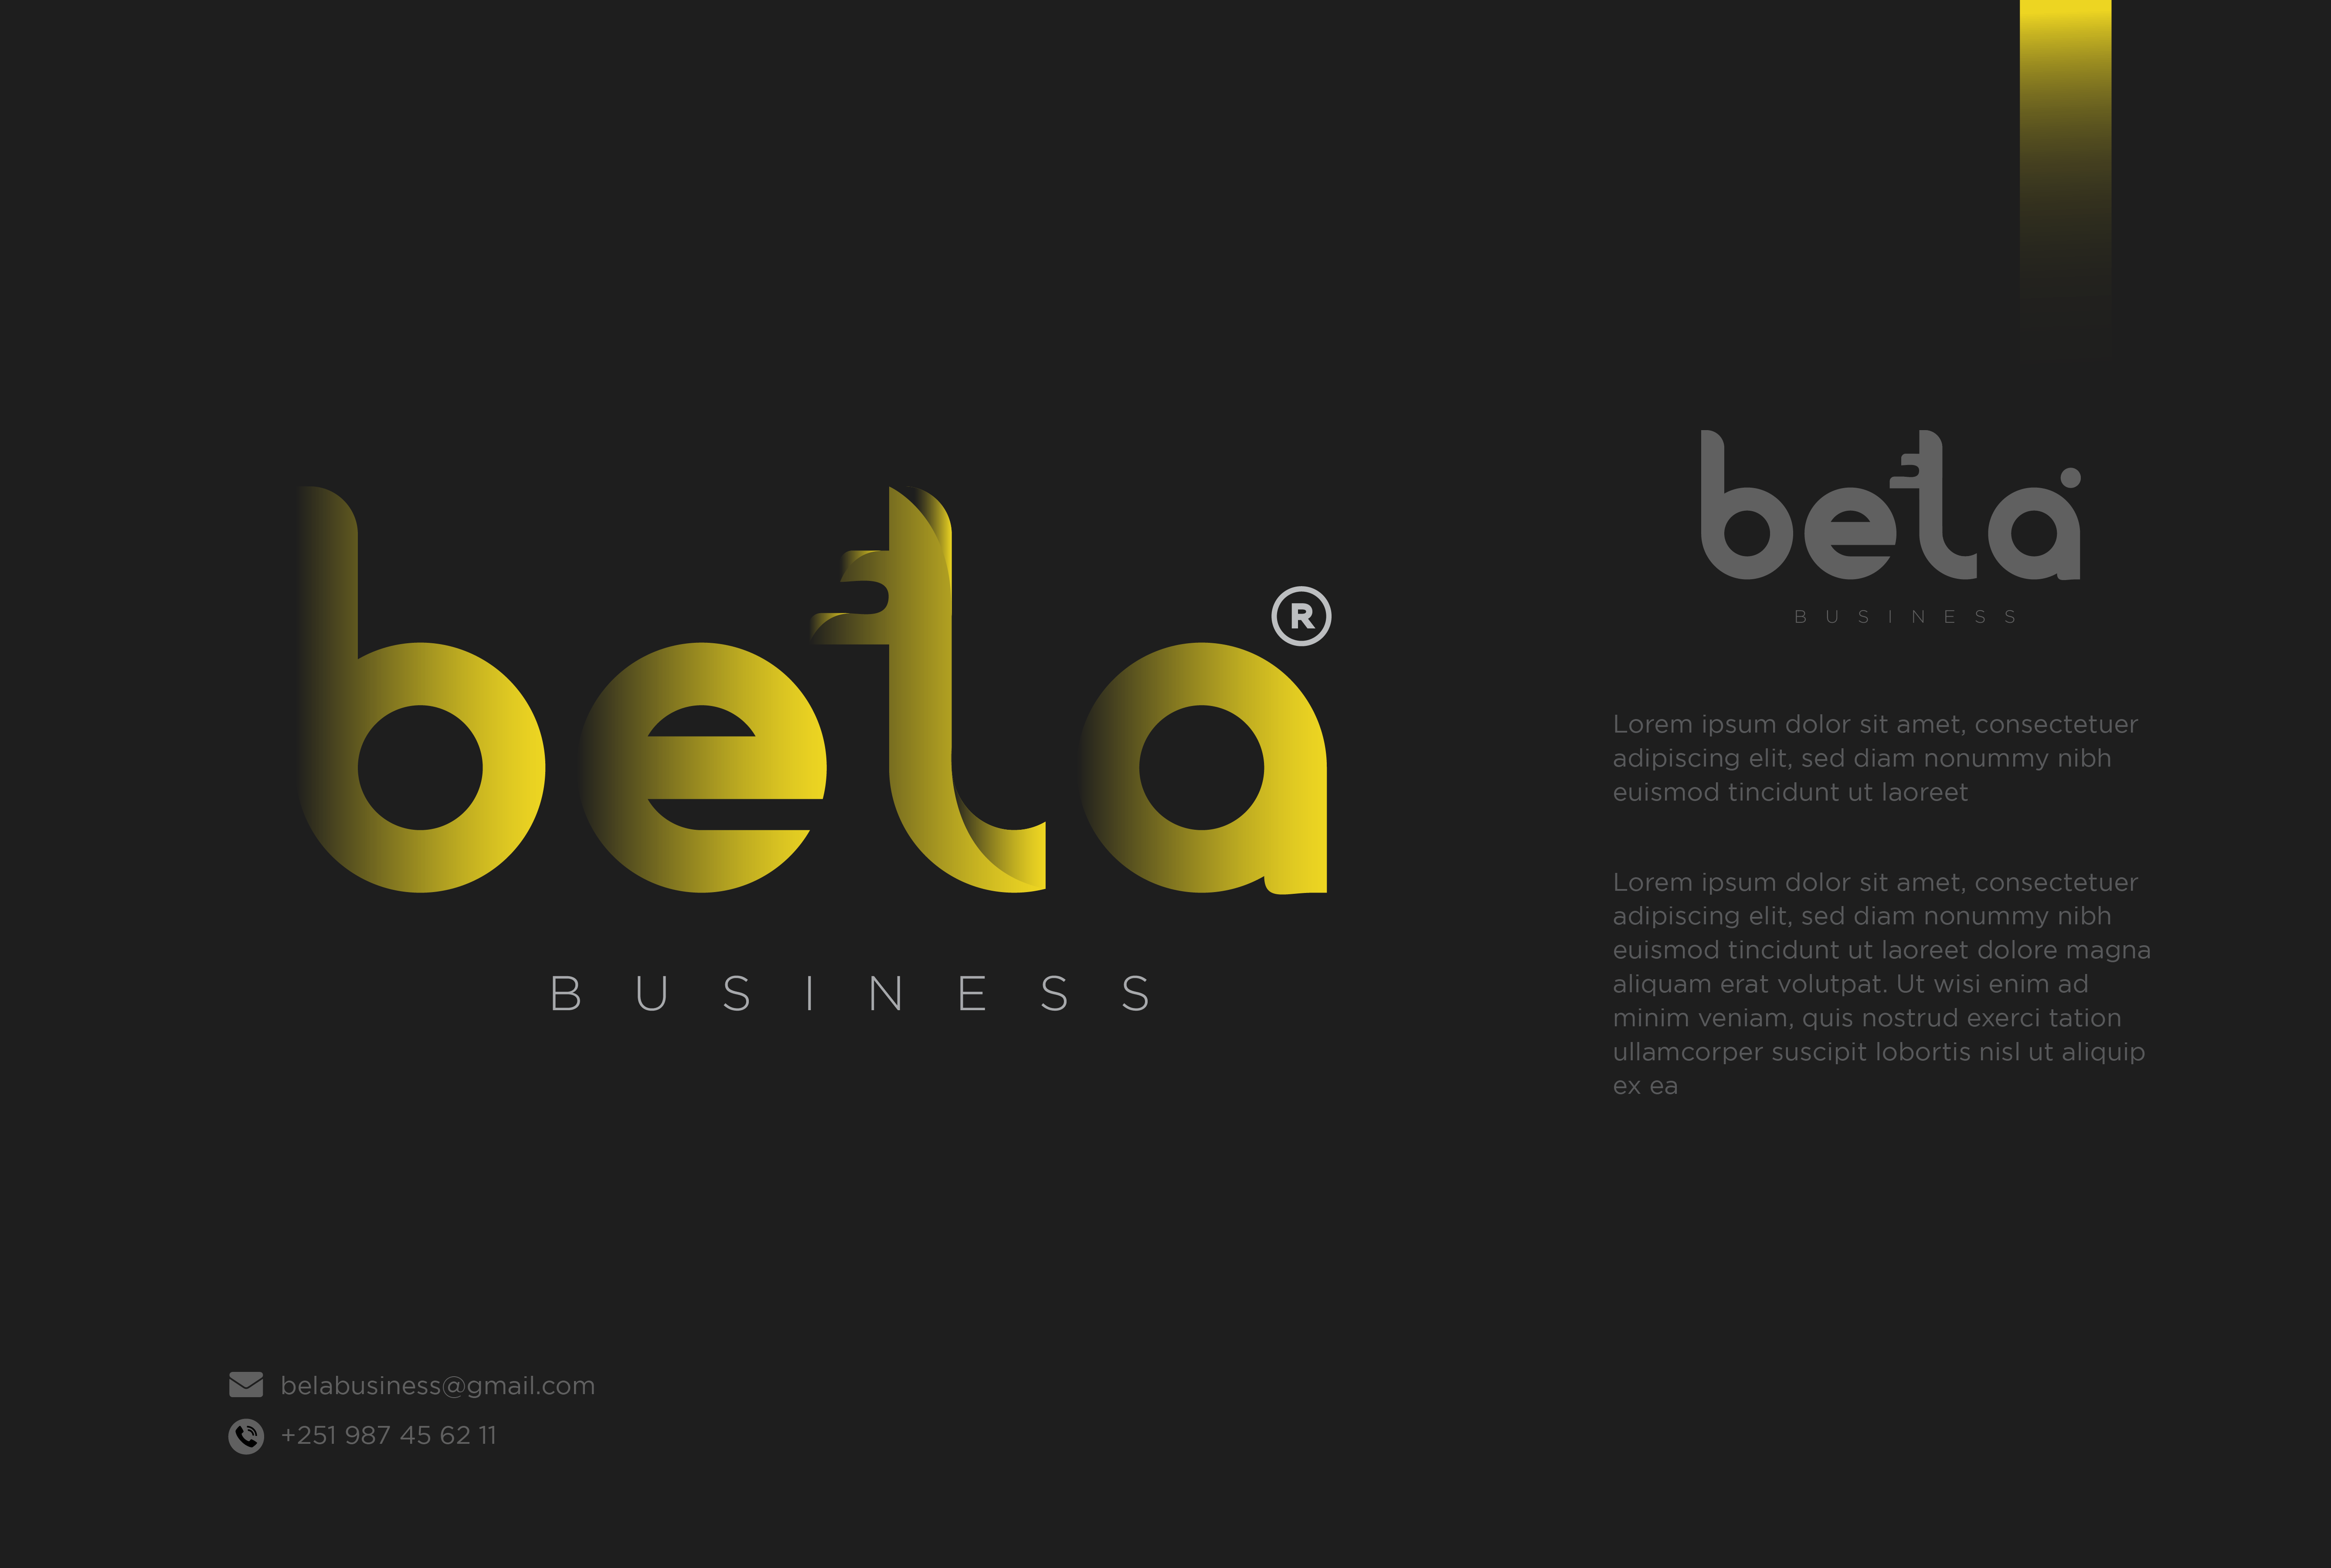 bela
®
BUSINESS
bela
BUSINESS
Lorem ipsum dolor sit amet, consectetuer
adipiscing elit, sed diam nonummy nibh
euismod tincidunt ut laoreet
Lorem ipsum dolor sit amet, consectetuer
adipiscing elit, sed diam nonummy nibh
euismod tincidunt ut laoreet dolore magna
aliquam erat volutpat. Ut wisi enim ad
minim veniam, quis nostrud exerci tation
ullamcorper suscipit lobortis nisl ut aliquip
ex ea
belabusiness@gmail.com
+251 987 45 62 11